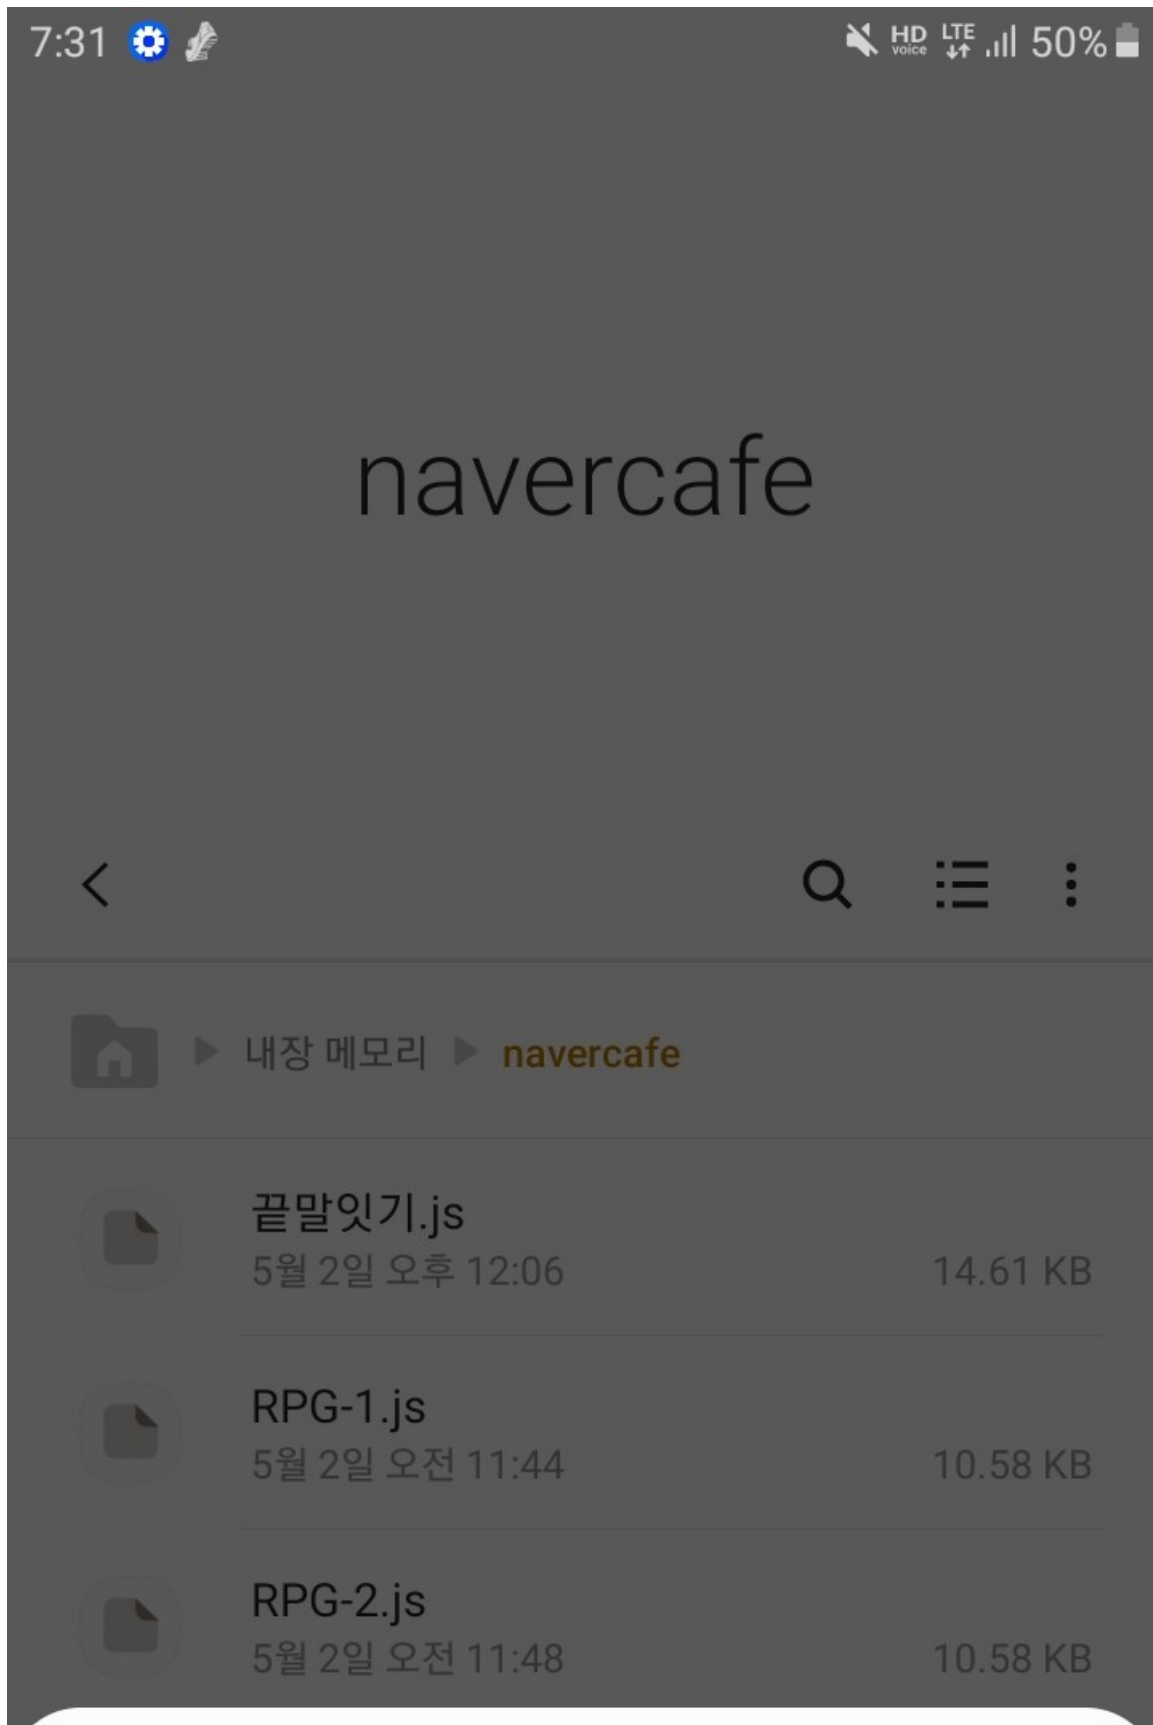 7:31 HD voice LTE 50%
navercafe
내장 메모리 navercafe
끝말잇기.js
5월 2일 오후 12:06 14.61 KB
RPG-1.js
5월 2일 오전 11:44 10.58 KB
RPG-2.js
5월 2일 오전 11:48 10.58 KB